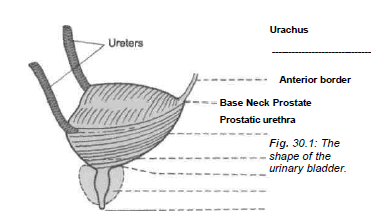 Urachus
Ureters
Anterior border
Base Neck Prostate
Prostatic urethra
Fig. 30.1: The
shape of the
urinary bladder.